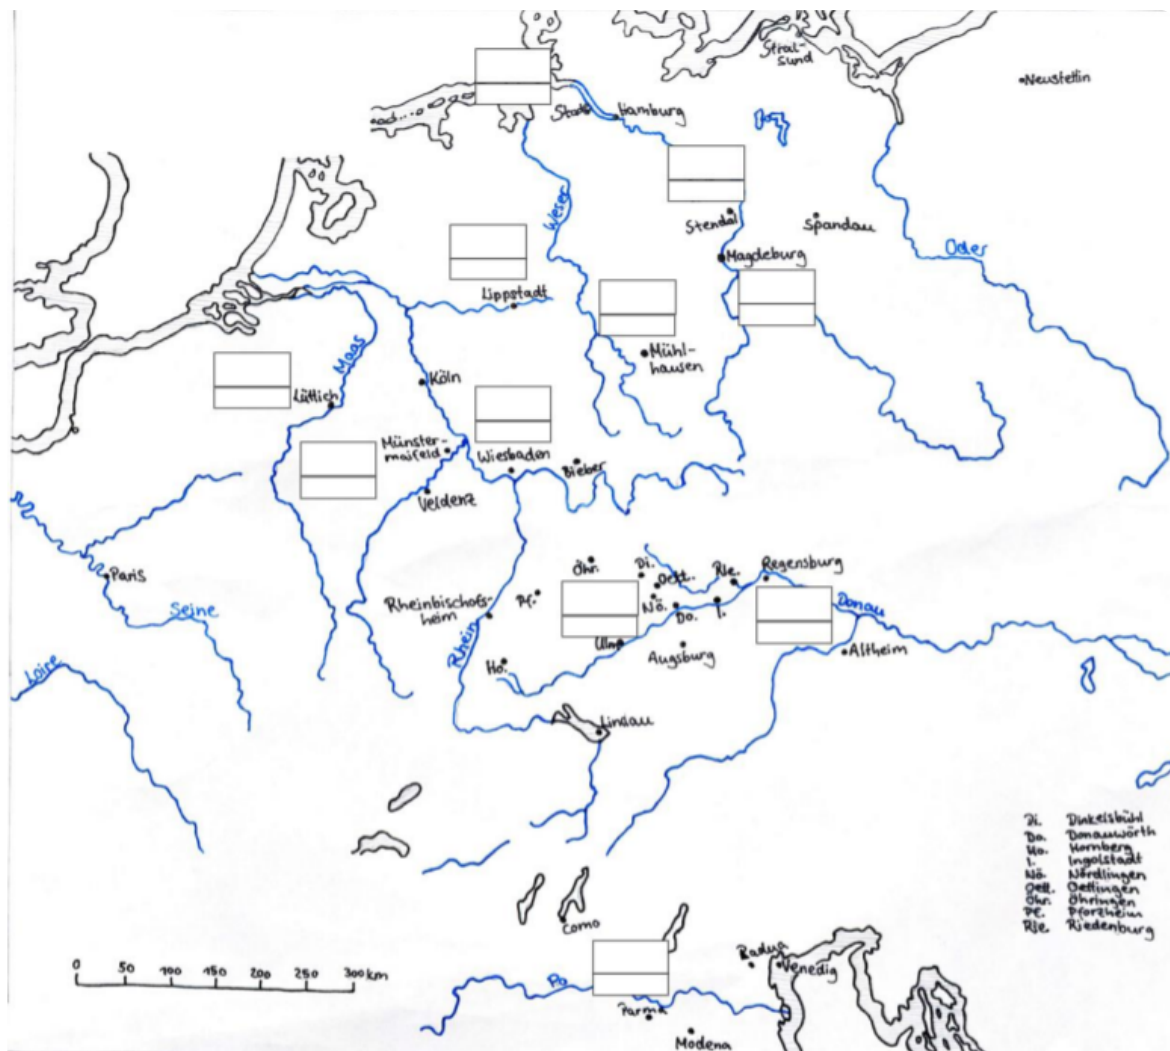 Stral-
sund
Neustettin
Stade
Hamburg
Weser
Stendal
Spandau
Magdeburg
Oder
Lippstadt
Mühl-
hausen
Maas
Köln
Lüttich
Münster-
maifeld
Wiesbaden
Bieber
Veldenz
Paris
Seine
Loire
Öhr.
Di.
Oett.
Rie.
Regensburg
Pf.
Nö.
Do.
I.
Donau
Rheinbischofs-
heim
Rhein
Ulm
Augsburg
Altheim
Ho.
Lindau
Di. Dinkelsbühl
Do. Donauwörth
Ho. Hornberg
I. Ingolstadt
Nö. Nördlingen
Oett. Oettingen
Öhr. Öhringen
Pf. Pforzheim
Rie. Riedenburg
Como
Padua
Venedig
Po
Parma
Modena
0 50 100 150 200 250 300 km